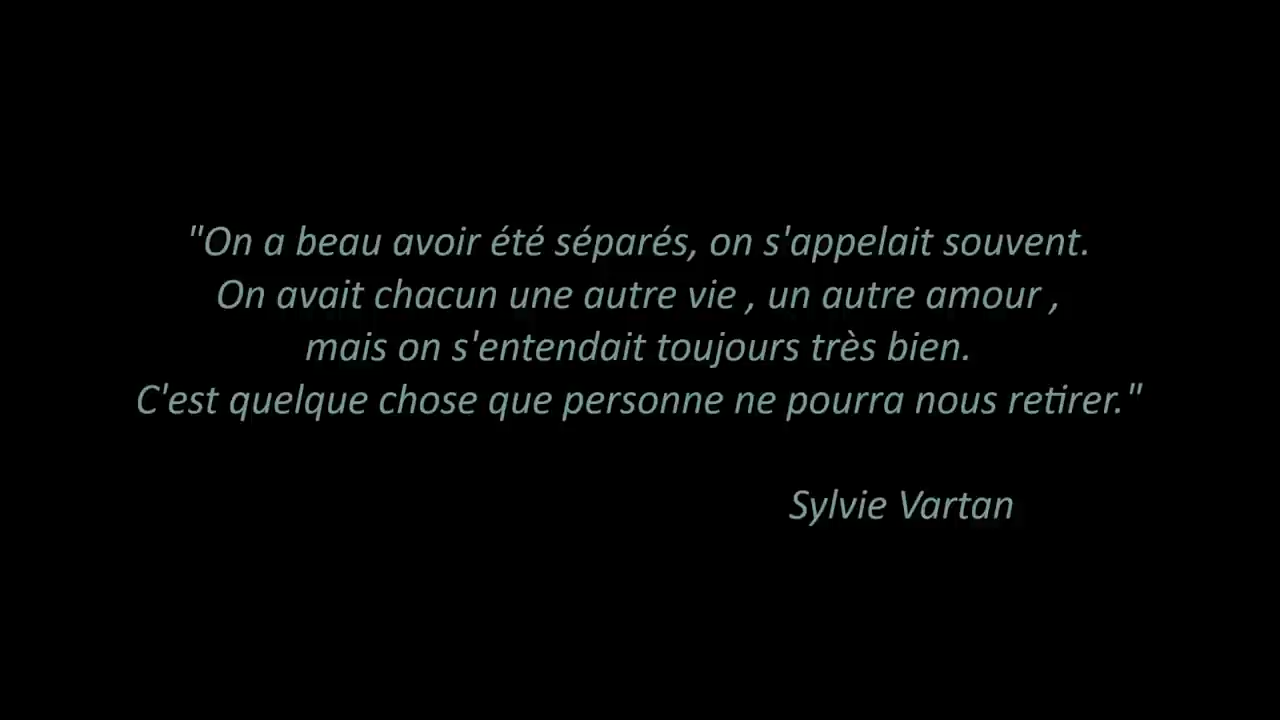 "On a beau avoir été séparés, on s'appelait souvent.
On avait chacun une autre vie , un autre amour ,
mais on s'entendait toujours très bien.
C'est quelque chose que personne ne pourra nous retirer."
Sylvie Vartan